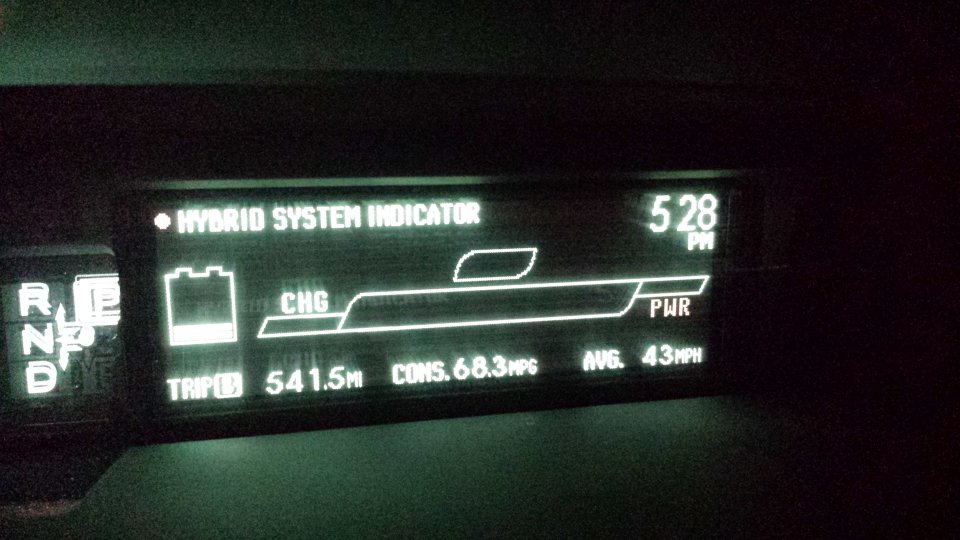 HYBRID SYSTEM INDICATOR
5 28
PM
R P
N
D
CHG
PWR
TRIP B 541.5MI CONS. 68.3MPG AVG. 43MPH